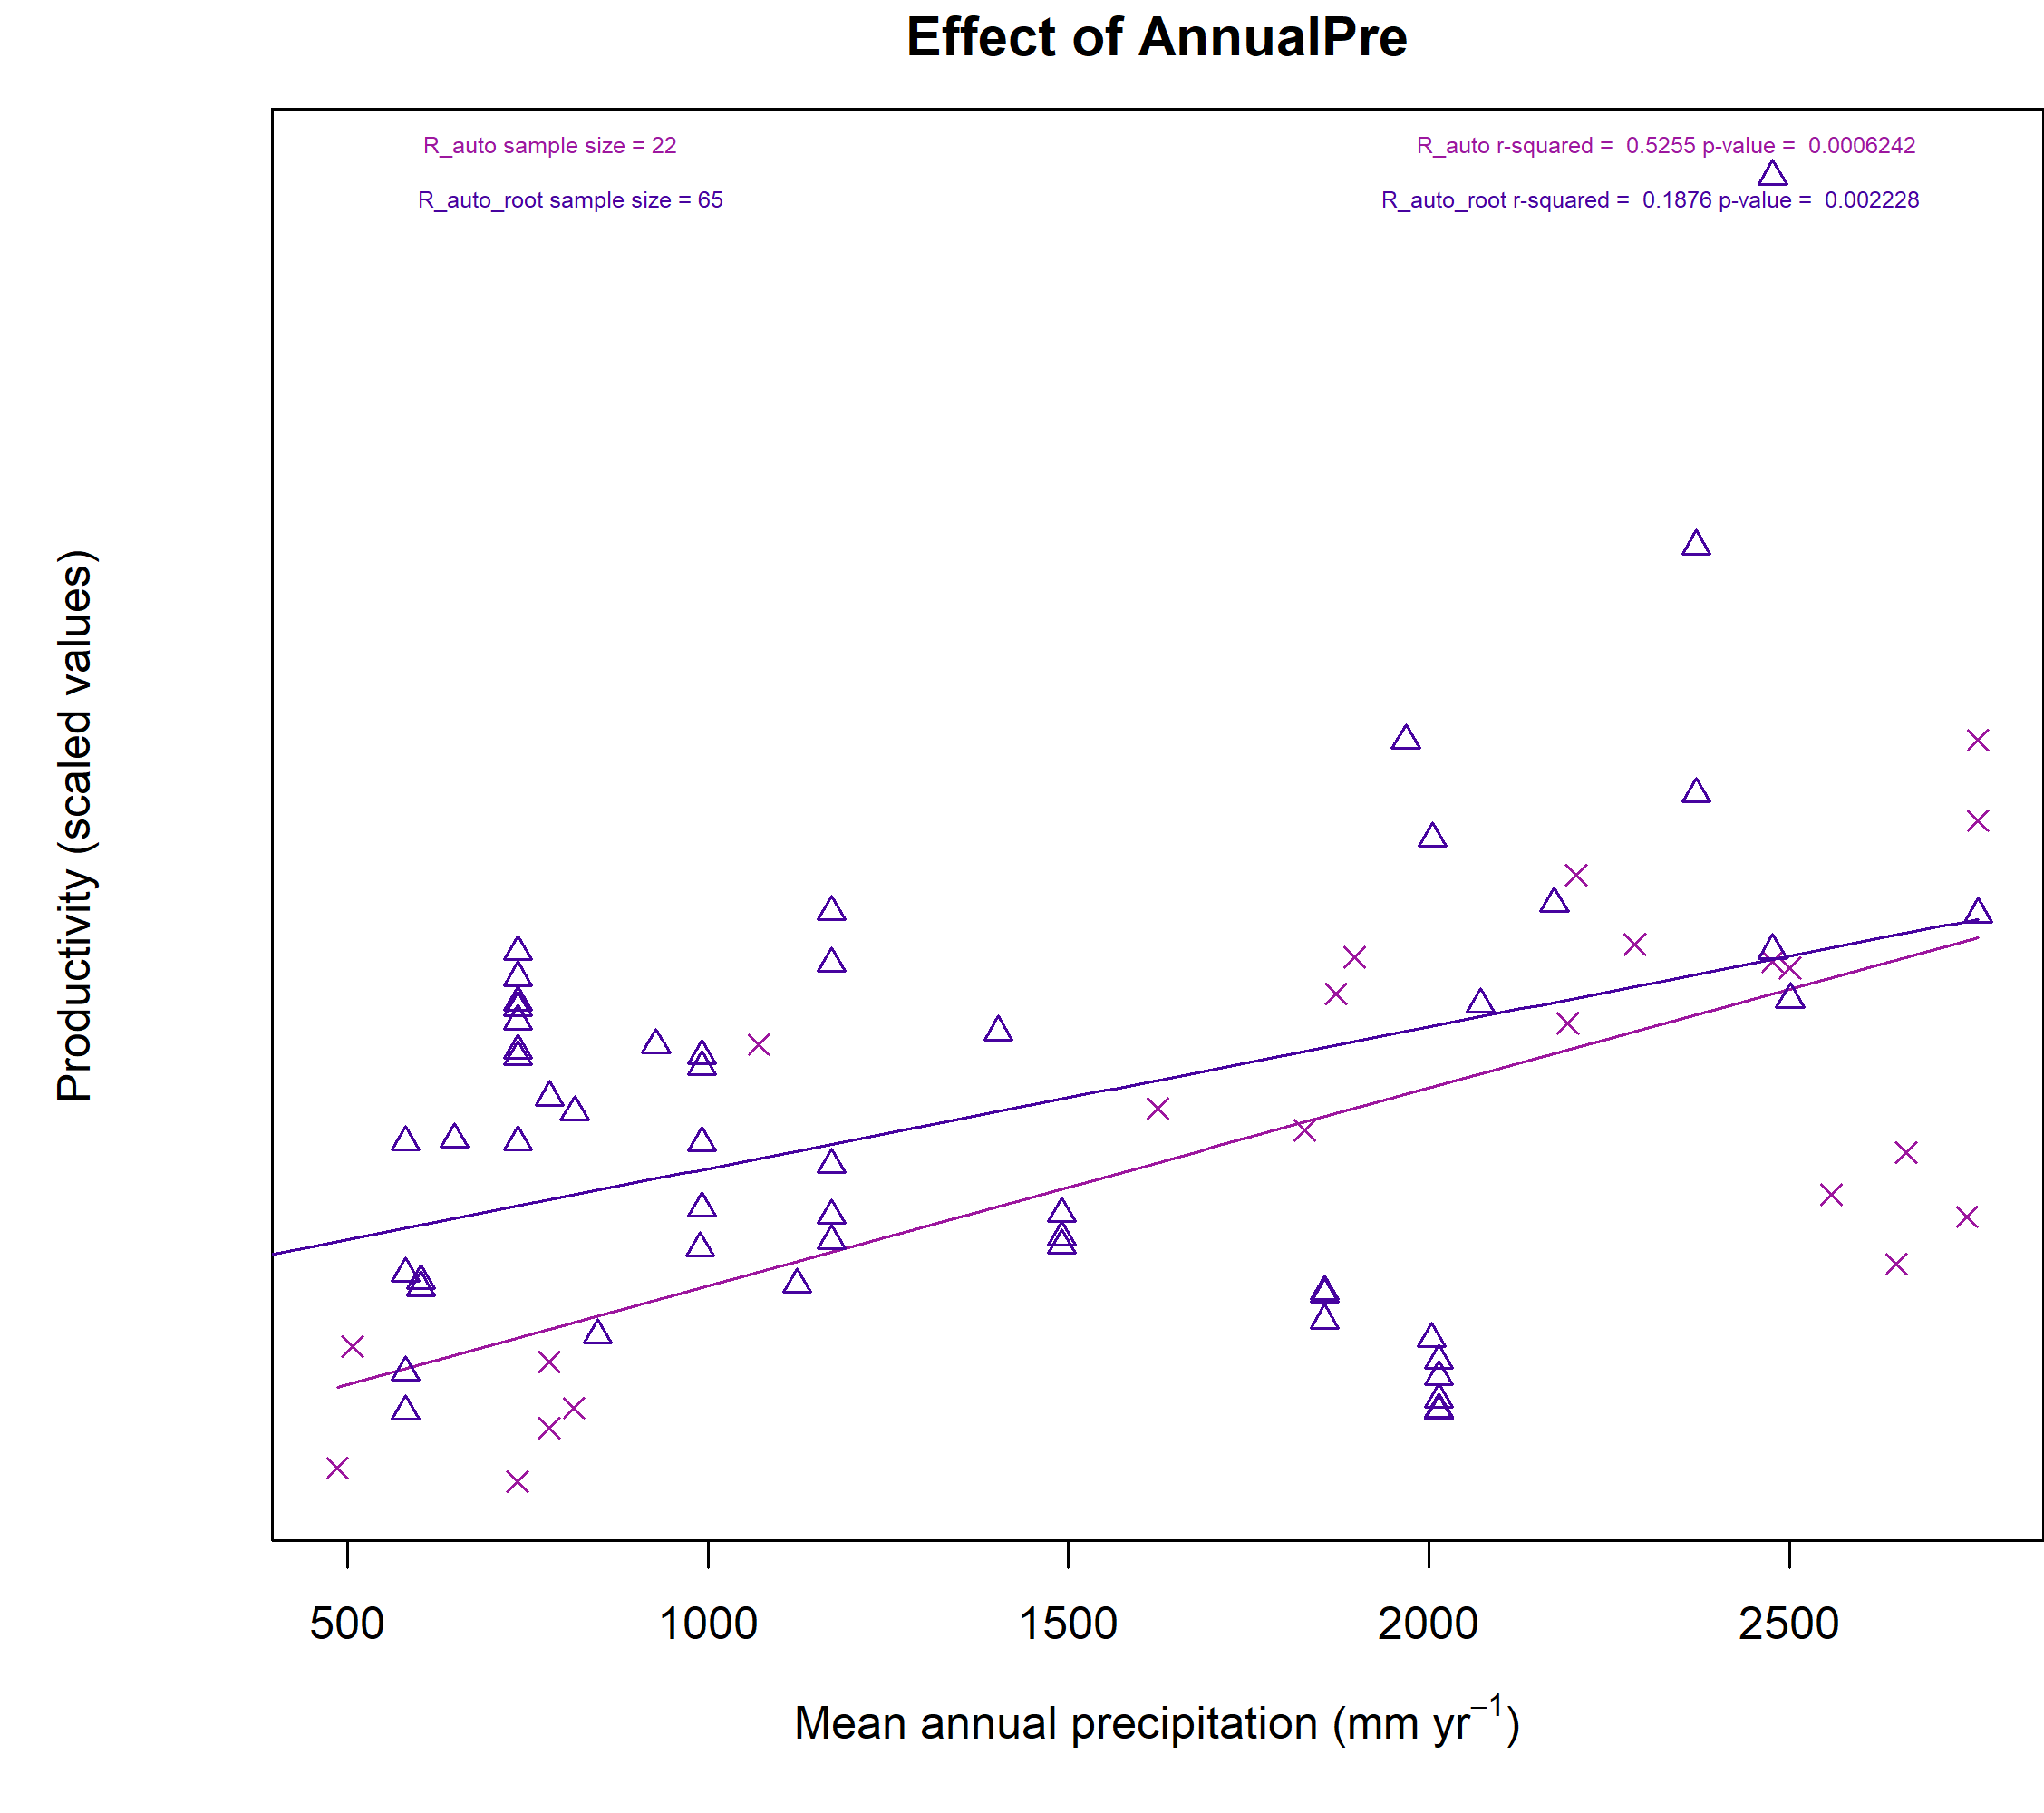 Effect of AnnualPre
R_auto sample size = 22
R_auto r-squared =  0.5255 p-value =  0.0006242
R_auto_root sample size = 65
R_auto_root r-squared =  0.1876 p-value =  0.002228
Productivity (scaled values)
500 1000 1500 2000 2500
Mean annual precipitation (mm yr⁻¹)